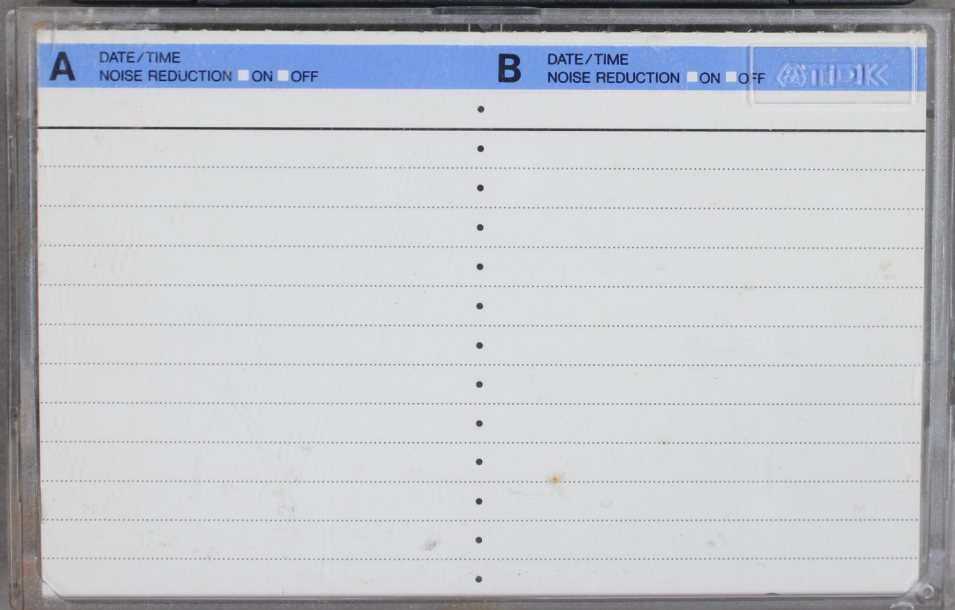 A DATE/TIME
NOISE REDUCTION ON OFF
B DATE/TIME
NOISE REDUCTION ON OFF
TDK